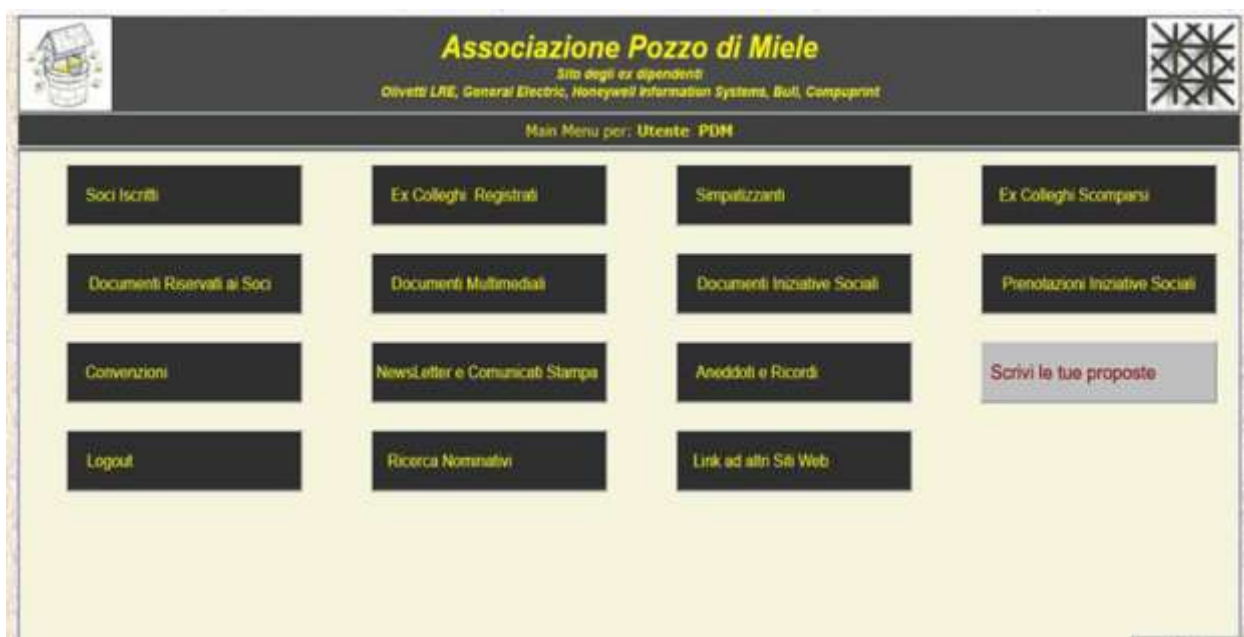 Associazione Pozzo di Miele
Sito degli ex dipendenti
Olivetti LRE, General Electric, Honeywell Information Systems, Bull, Compuprint
Main Menu per: Utente PDM
Soci Iscritti
Ex Colleghi Registrati
Simpatizzanti
Ex Colleghi Scomparsi
Documenti Riservati ai Soci
Documenti Multimediali
Documenti Iniziative Sociali
Prenotazioni Iniziative Sociali
Convenzioni
NewsLetter e Comunicati Stampa
Aneddoti e Ricordi
Scrivi le tue proposte
Logout
Ricerca Nominativi
Link ad altri Siti Web